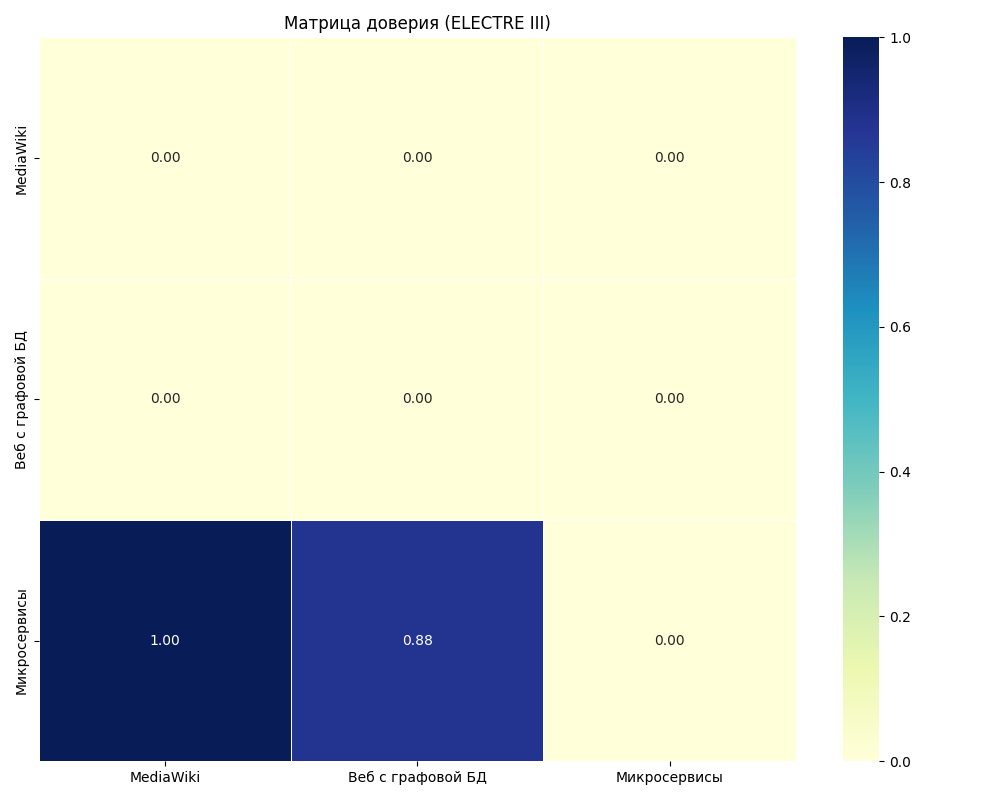 Матрица доверия (ELECTRE III)
MediaWiki
0.00 0.00 0.00
Веб с графовой БД
0.00 0.00 0.00
Микросервисы
1.00 0.88 0.00
MediaWiki Веб с графовой БД Микросервисы
1.0
0.8
0.6
0.4
0.2
0.0